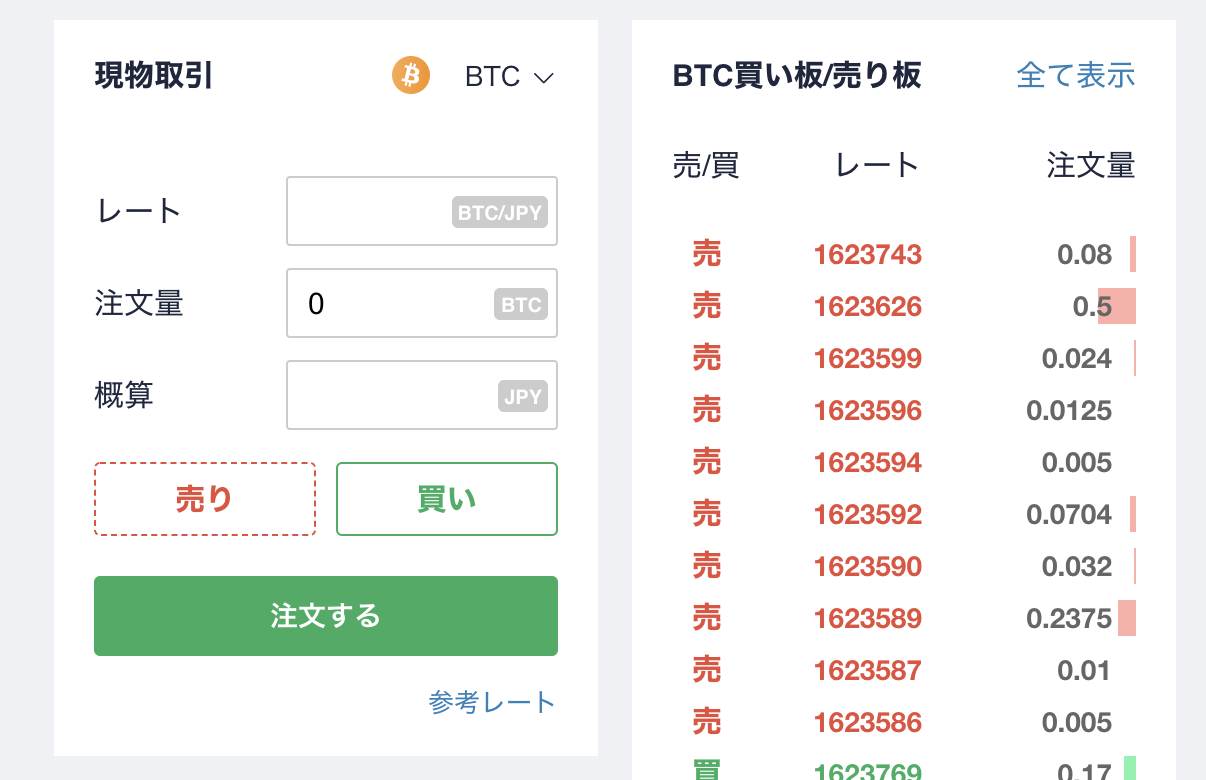 現物取引
BTC
レート
BTC/JPY
注文量
0
BTC
概算
JPY
売り
買い
注文する
参考レート
BTC買い板/売り板
全て表示
売/買 レート 注文量
売 1623743 0.08
売 1623626 0.5
売 1623599 0.024
売 1623596 0.0125
売 1623594 0.005
売 1623592 0.0704
売 1623590 0.032
売 1623589 0.2375
売 1623587 0.01
売 1623586 0.005
買 1623769 0.17